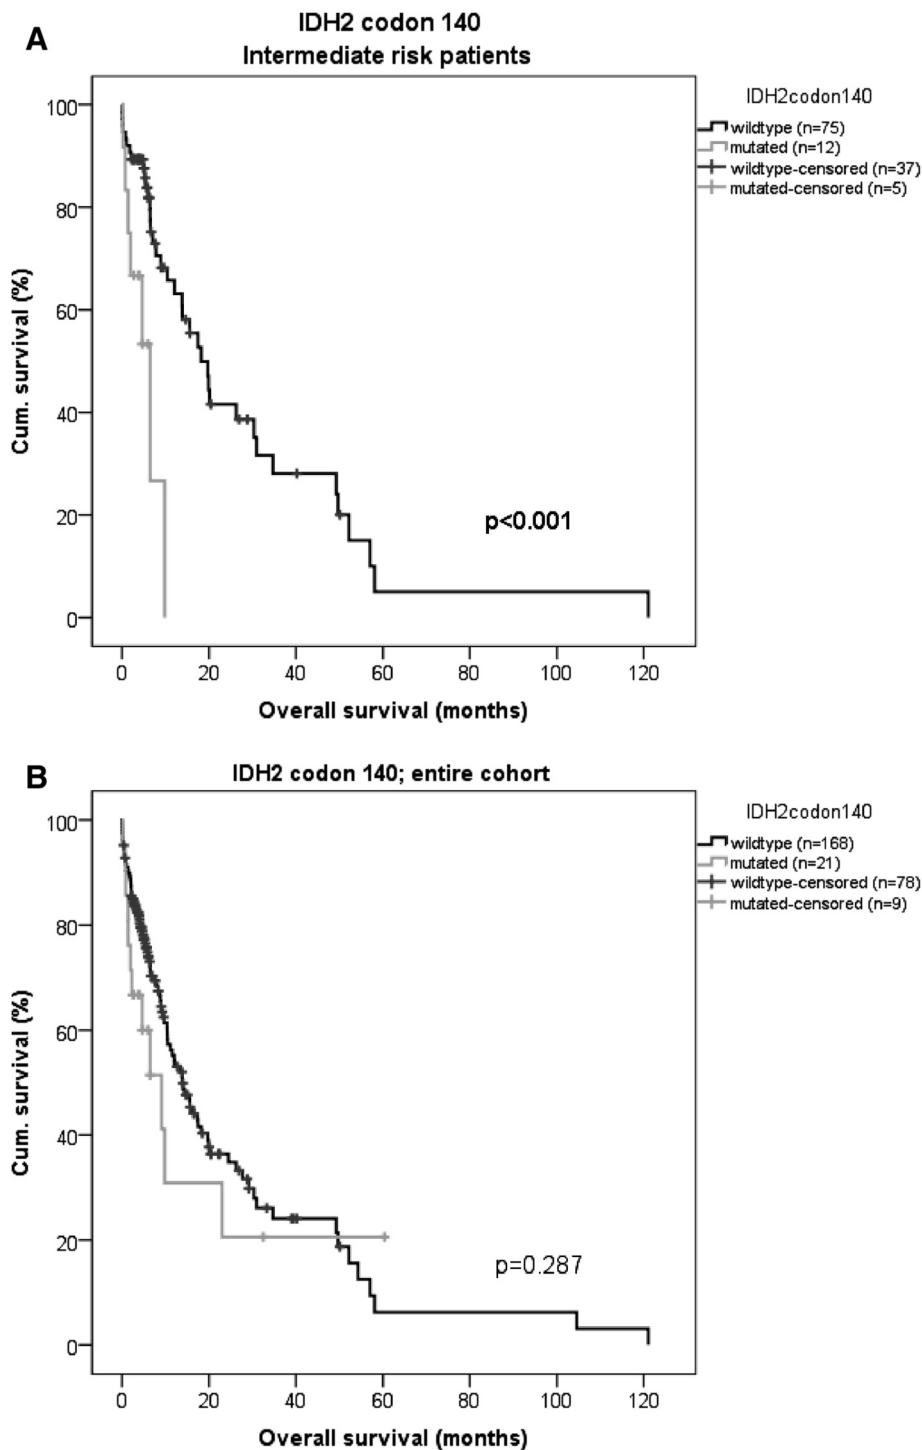 A
IDH2 codon 140
Intermediate risk patients
IDH2codon140
wildtype (n=75)
mutated (n=12)
wildtype-censored (n=37)
mutated-censored (n=5)
Cum. survival (%)
100
80
60
40
20
0
p<0.001
0 20 40 60 80 100 120
Overall survival (months)
B
IDH2 codon 140; entire cohort
IDH2codon140
wildtype (n=168)
mutated (n=21)
wildtype-censored (n=78)
mutated-censored (n=9)
Cum. survival (%)
100
80
60
40
20
0
p=0.287
0 20 40 60 80 100 120
Overall survival (months)